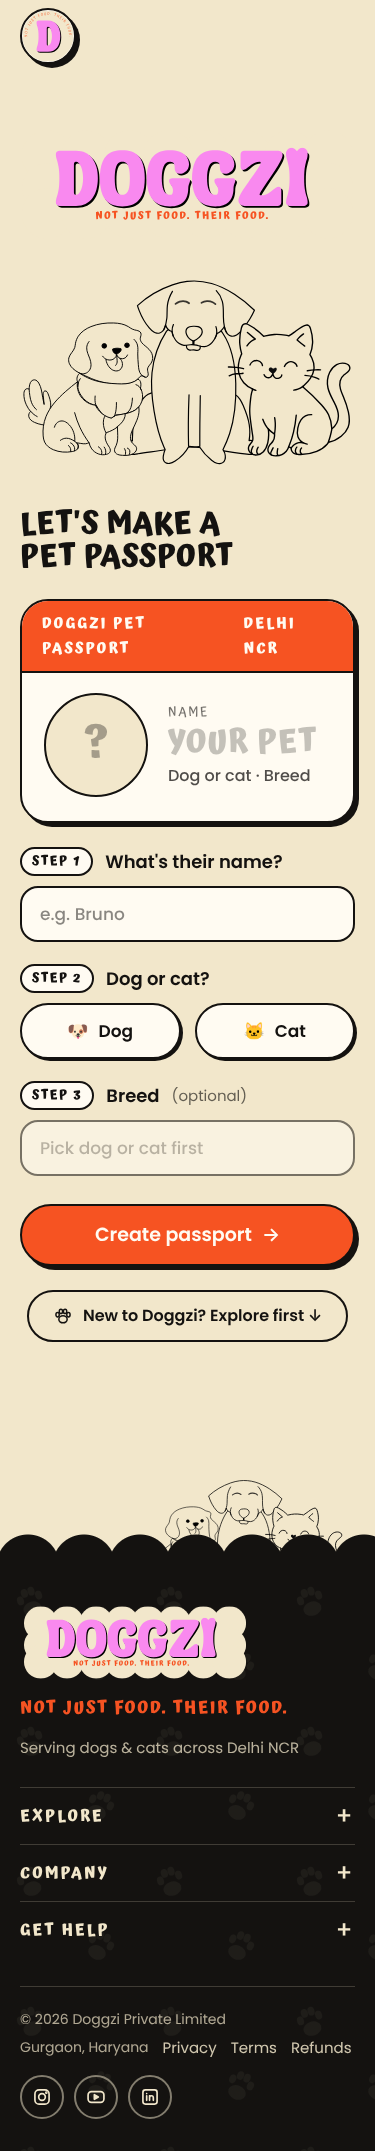 D
DOGGZI
NOT JUST FOOD. THEIR FOOD.
LET'S MAKE A
PET PASSPORT
DOGGZI PET
PASSPORT
DELHI
NCR
?
NAME
YOUR PET
Dog or cat · Breed
STEP 1 What's their name?
e.g. Bruno
STEP 2 Dog or cat?
Dog Cat
STEP 3 Breed (optional)
Pick dog or cat first
Create passport →
New to Doggzi? Explore first ↓
DOGGZI
NOT JUST FOOD. THEIR FOOD.
NOT JUST FOOD. THEIR FOOD.
Serving dogs & cats across Delhi NCR
EXPLORE +
COMPANY +
GET HELP +
© 2026 Doggzi Private Limited
Gurgaon, Haryana Privacy Terms Refunds
in